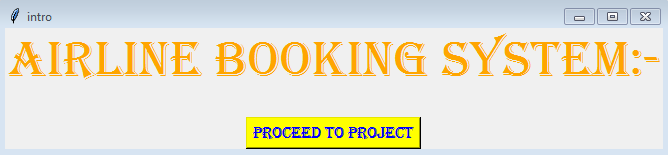 intro
AIRLINE BOOKING SYSTEM:-
PROCEED TO PROJECT